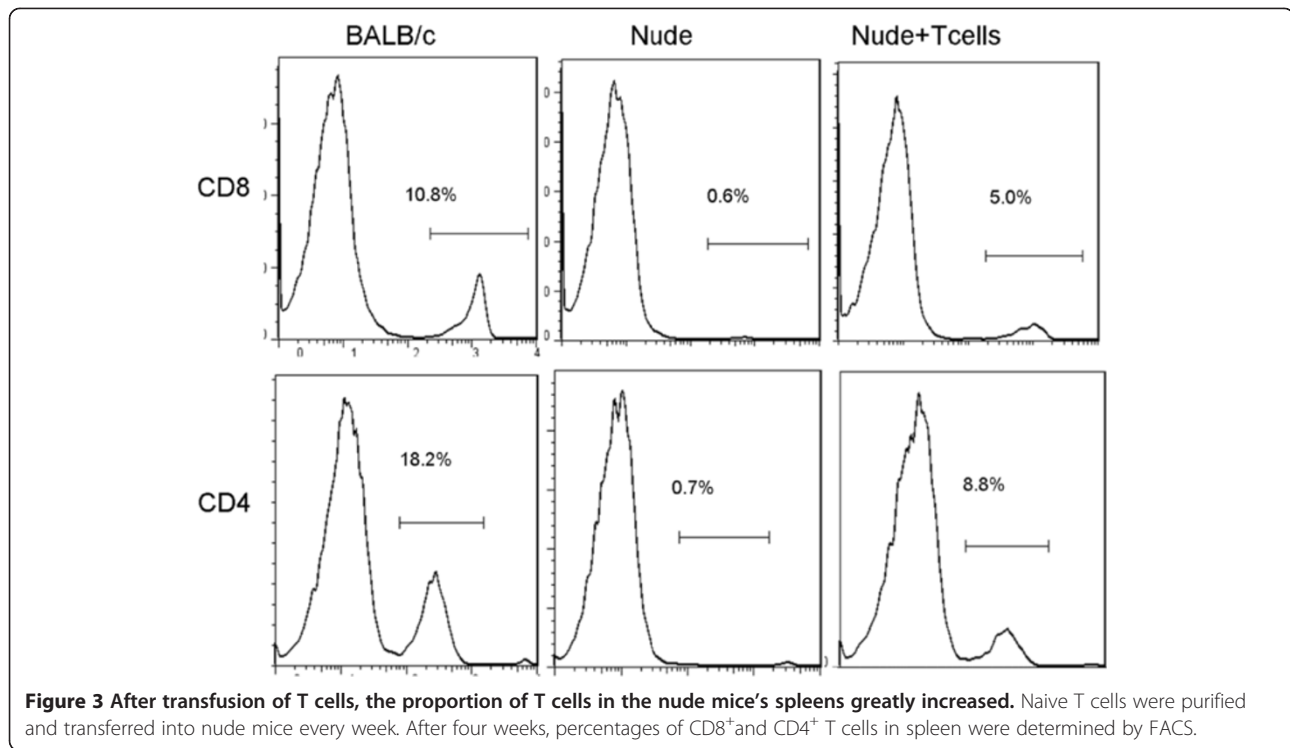 BALB/c Nude Nude+Tcells
CD8
10.8% 0.6% 5.0%
0 1 2 3 4
CD4
18.2% 0.7% 8.8%
Figure 3 After transfusion of T cells, the proportion of T cells in the nude mice's spleens greatly increased. Naive T cells were purified
and transferred into nude mice every week. After four weeks, percentages of CD8+and CD4+ T cells in spleen were determined by FACS.